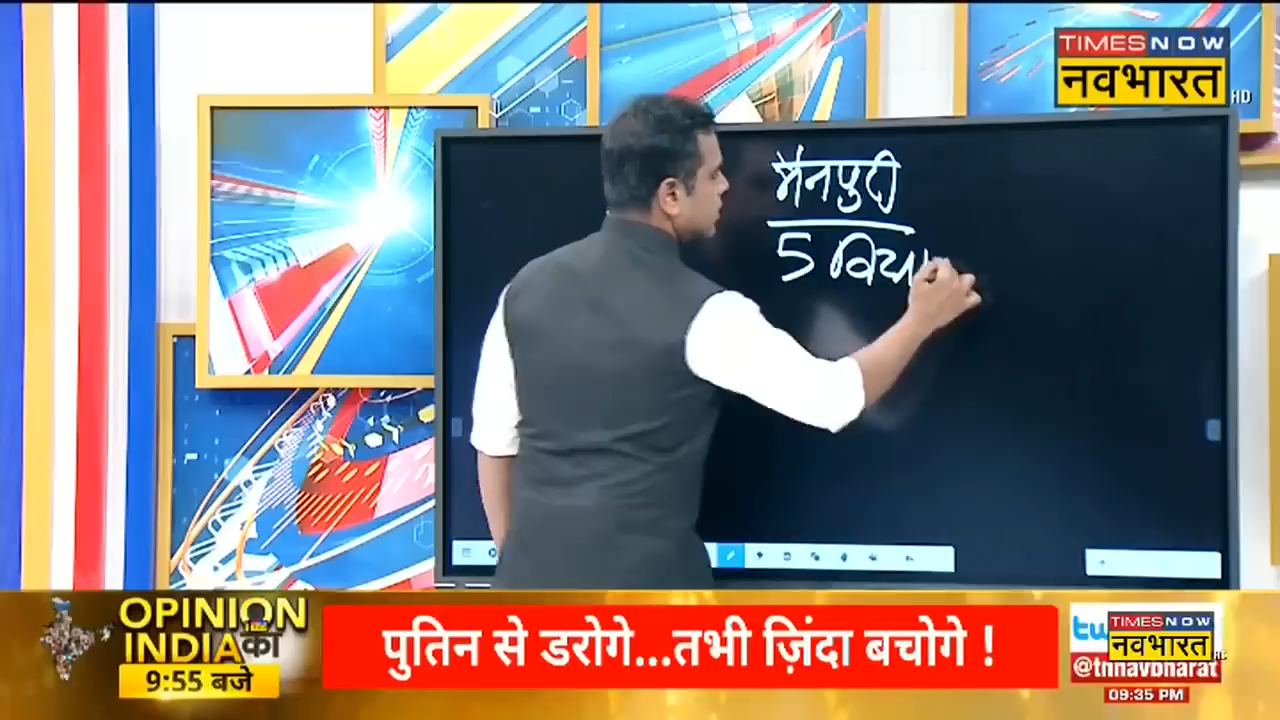 TIMES NOW
नवभारत
HD
मैनपुरी
5 विधा
OPINION
INDIA का
9:55 बजे
पुतिन से डरोगे...तभी ज़िंदा बचोगे !
TIMES NOW
नवभारत
@tnnavbharat
09:35 PM